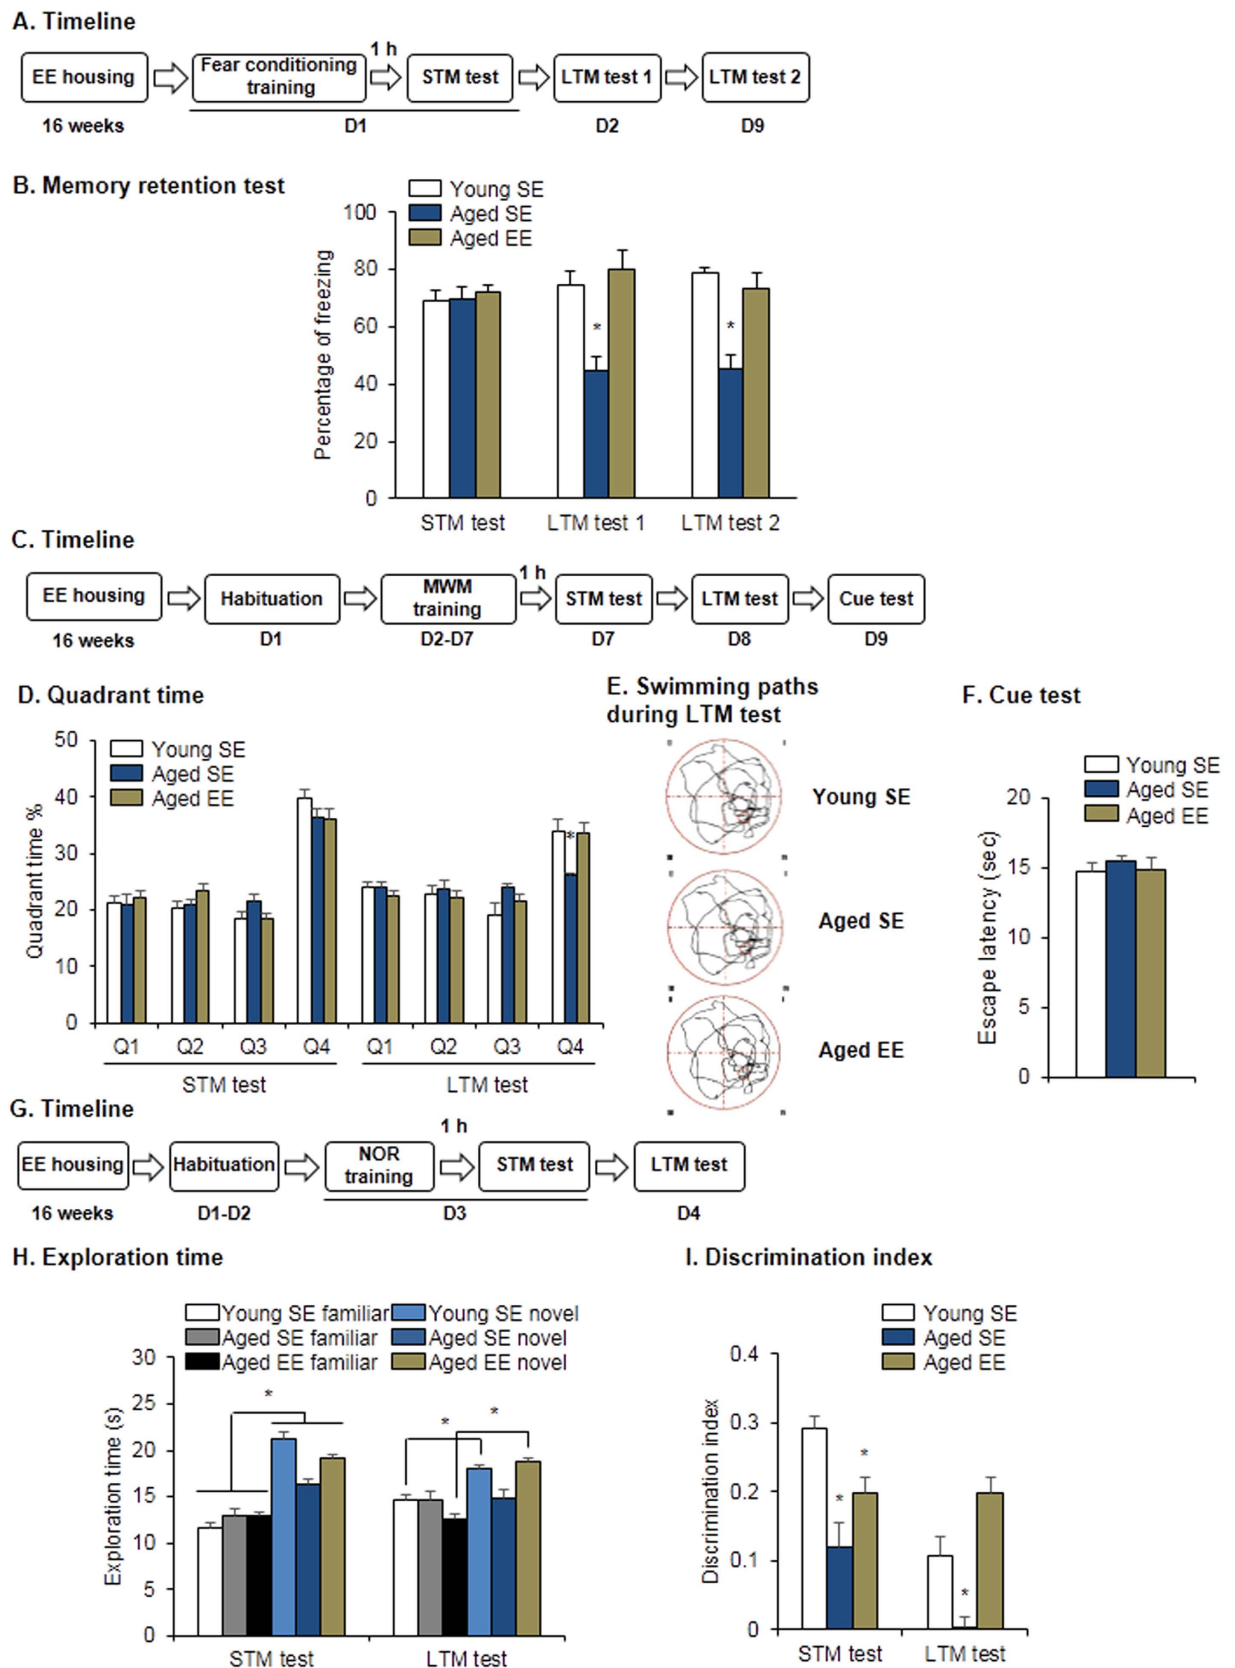 A. Timeline
1 h
EE housing
Fear conditioning
training
STM test
LTM test 1
LTM test 2
16 weeks
D1
D2
D9
B. Memory retention test
Young SE
Aged SE
Aged EE
Percentage of freezing
100
80
60
40
20
0
*
*
STM test
LTM test 1
LTM test 2
C. Timeline
1 h
EE housing
Habituation
MWM
training
STM test
LTM test
Cue test
16 weeks
D1
D2-D7
D7
D8
D9
D. Quadrant time
Young SE
Aged SE
Aged EE
Quadrant time %
50
40
30
20
10
0
*
Q1 Q2 Q3 Q4 Q1 Q2 Q3 Q4
STM test
LTM test
E. Swimming paths
during LTM test
Young SE
Aged SE
Aged EE
F. Cue test
Young SE
Aged SE
Aged EE
Escape latency (sec)
20
15
10
5
0
G. Timeline
1 h
EE housing
Habituation
NOR
training
STM test
LTM test
16 weeks
D1-D2
D3
D4
H. Exploration time
Young SE familiar
Young SE novel
Aged SE familiar
Aged SE novel
Aged EE familiar
Aged EE novel
Exploration time (s)
30
25
20
15
10
5
0
*
*
*
STM test
LTM test
I. Discrimination index
Young SE
Aged SE
Aged EE
Discrimination index
0.4
0.3
0.2
0.1
0
*
*
*
STM test
LTM test